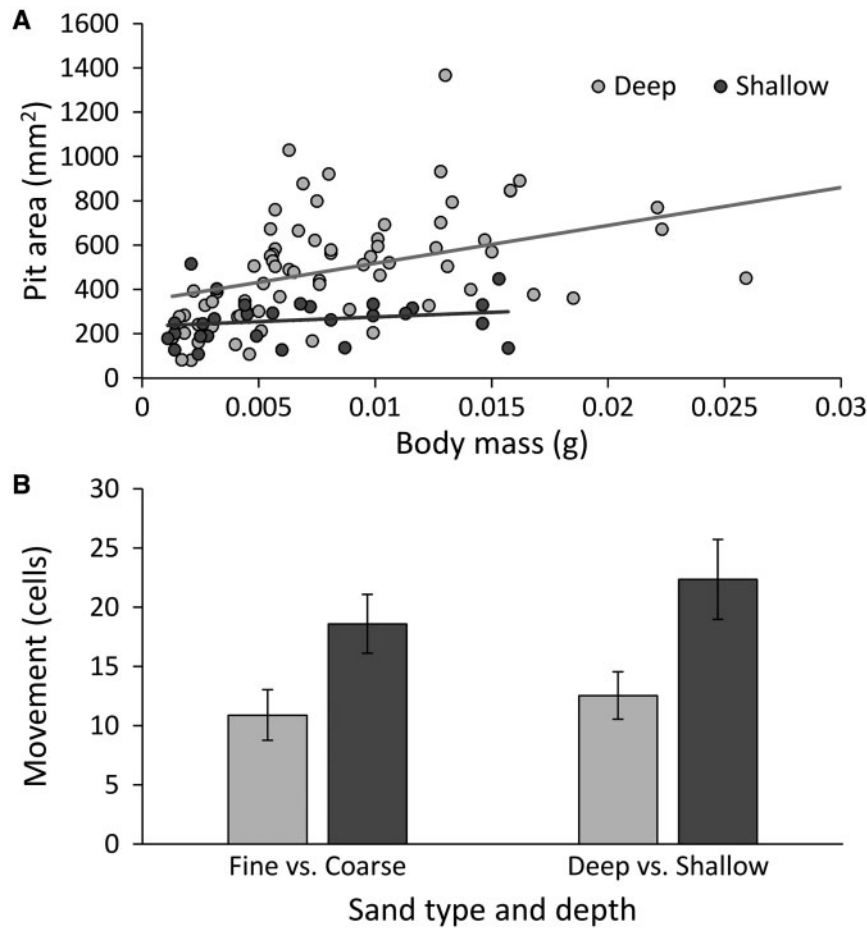 A
1600
1400
1200
1000
800
600
400
200
0
Pit area (mm²)
Deep
Shallow
0 0.005 0.01 0.015 0.02 0.025 0.03
Body mass (g)
B
30
25
20
15
10
5
0
Movement (cells)
Fine vs. Coarse Deep vs. Shallow
Sand type and depth